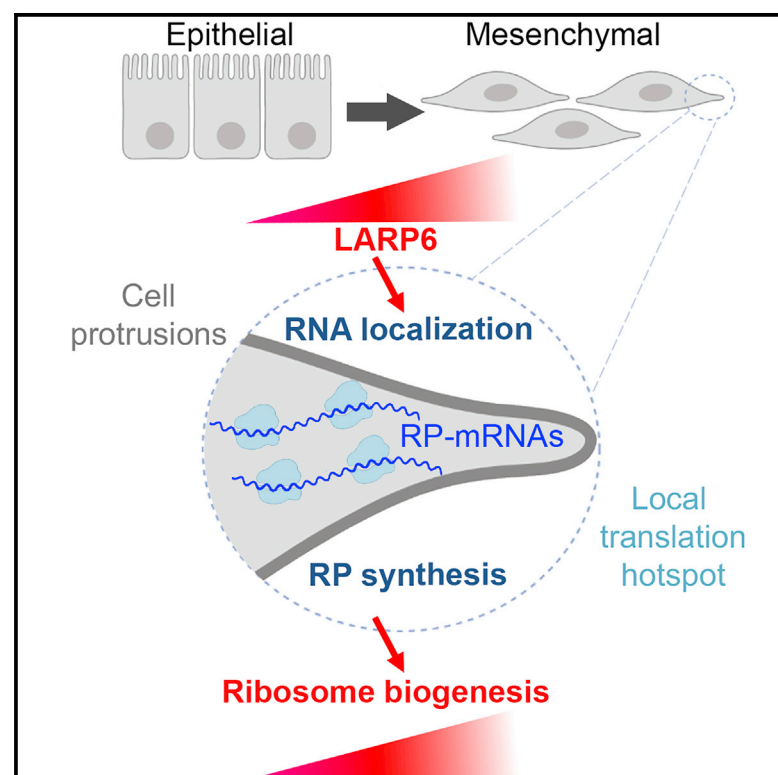 Epithelial
Mesenchymal
LARP6
Cell
protrusions
RNA localization
RP-mRNAs
Local
translation
hotspot
RP synthesis
Ribosome biogenesis